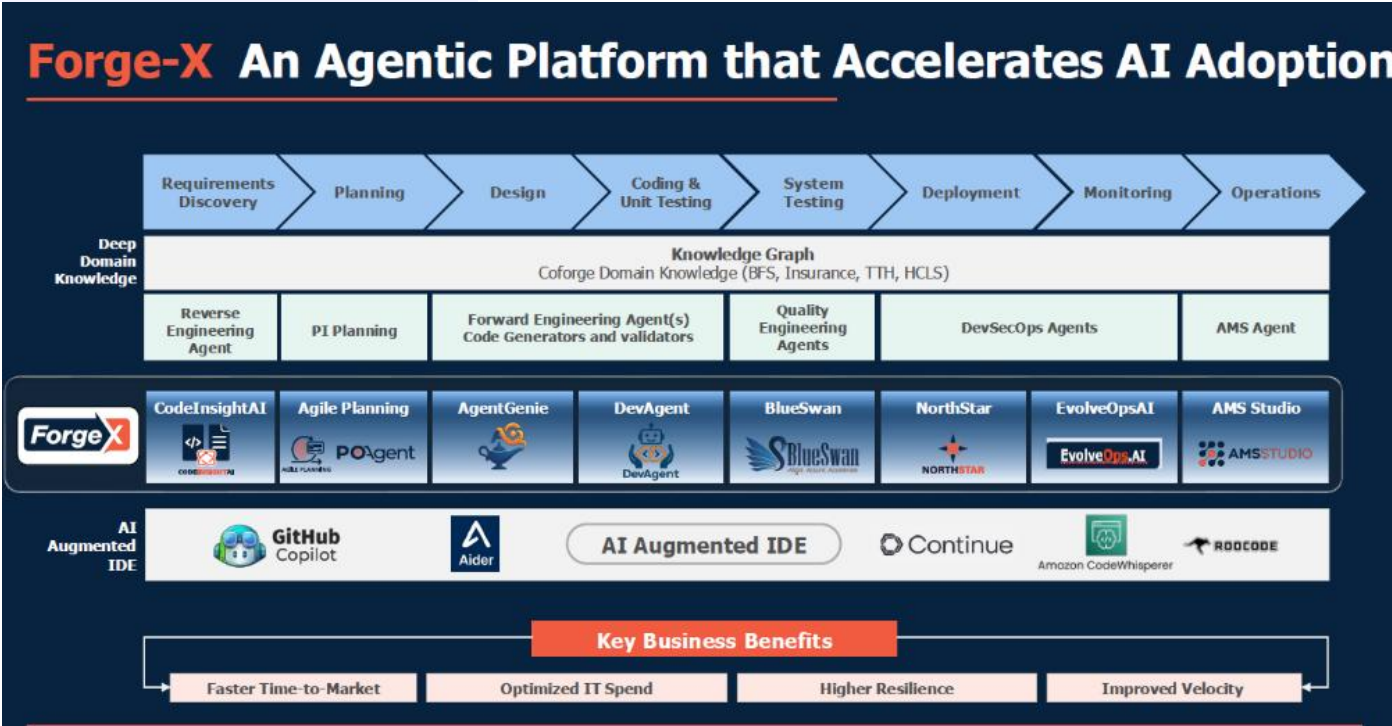 Forge-X An Agentic Platform that Accelerates AI Adoption
Requirements
Discovery
Planning
Design
Coding &
Unit Testing
System
Testing
Deployment
Monitoring
Operations
Deep
Domain
Knowledge
Knowledge Graph
Coforge Domain Knowledge (BFS, Insurance, TTH, HCLS)
Reverse
Engineering
Agent
PI Planning
Forward Engineering Agent(s)
Code Generators and validators
Quality
Engineering
Agents
DevSecOps Agents
AMS Agent
ForgeX
CodeInsightAI
</>
CODEINSIGHTAI
Agile Planning
AGILE PLANNING
POAgent
AgentGenie
DevAgent
DevAgent
BlueSwan
BlueSwan
NorthStar
NORTHSTAR
EvolveOpsAI
EvolveOps.AI
AMS Studio
AMSSTUDIO
AI
Augmented
IDE
GitHub
Copilot
Aider
AI Augmented IDE
Continue
Amazon CodeWhisperer
ROOCODE
Key Business Benefits
Faster Time-to-Market
Optimized IT Spend
Higher Resilience
Improved Velocity